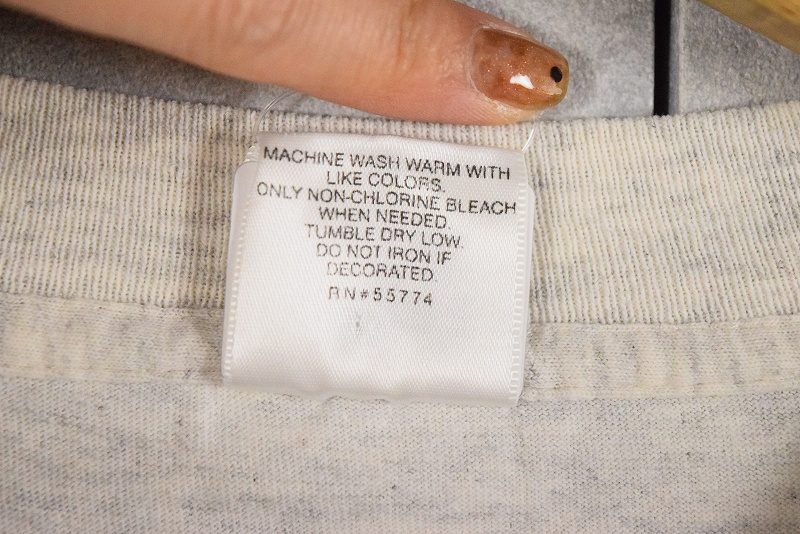 MACHINE WASH WARM WITH
LIKE COLORS.
ONLY NON-CHLORINE BLEACH
WHEN NEEDED.
TUMBLE DRY LOW.
DO NOT IRON IF
DECORATED.
RN#55774